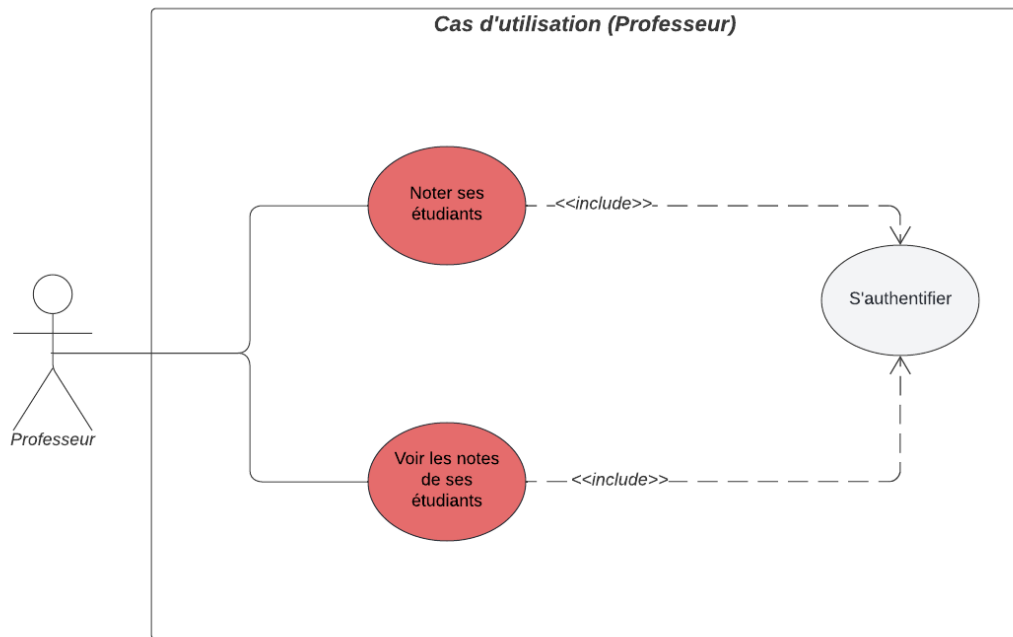 Cas d'utilisation (Professeur)
Noter ses
étudiants
<<include>>
S'authentifier
Professeur
Voir les notes
de ses
étudiants
<<include>>